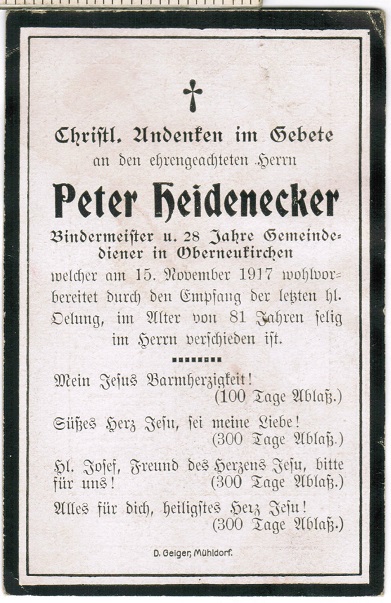 Christl. Andenken im Gebete
an den ehrengeachteten Herrn
Peter Heidenecker
Bindermeister u. 28 Jahre Gemeinde-
diener in Oberneukirchen
welcher am 15. November 1917 wohlvor-
bereitet durch den Empfang der letzten hl.
Oelung, im Alter von 81 Jahren selig
im Herrn verschieden ist.
Mein Jesus Barmherzigkeit!
(100 Tage Ablaß.)
Süßes Herz Jesu, sei meine Liebe!
(300 Tage Ablaß.)
Hl. Josef, Freund des Herzens Jesu, bitte
für uns! (300 Tage Ablaß.)
Alles für dich, heiligstes Herz Jesu!
(300 Tage Ablaß.)
D. Geiger, Mühldorf.